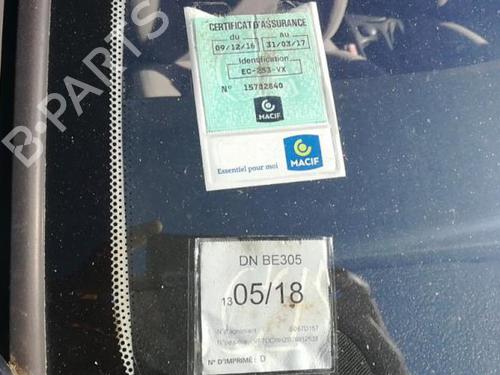 CERTIFICAT D'ASSURANCE
du au
09/12/16 31/03/17
Identification
EC-253-VX
N° 15702640
MACIF
Essentiel pour moi MACIF
B-PARTS
DN BE305
13 05/18
N° D'IMPRIMÉ D